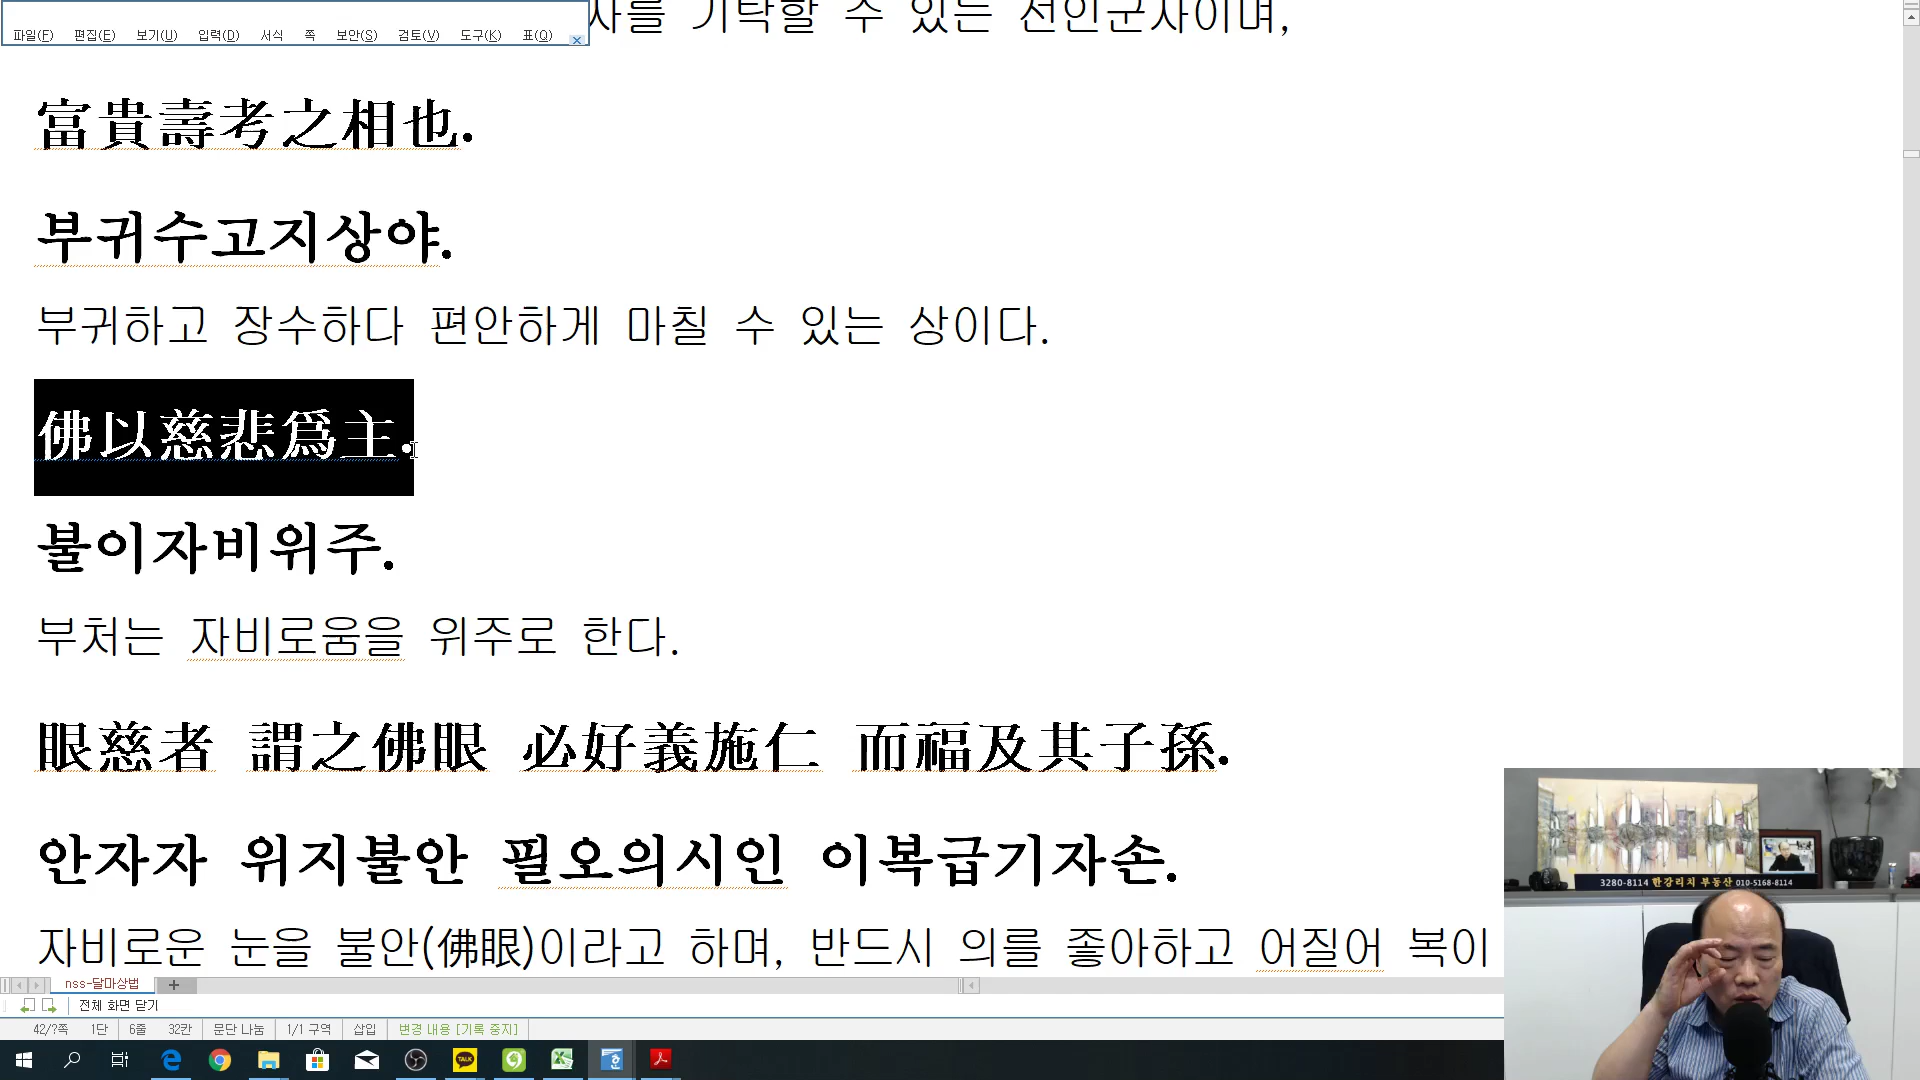 파일(F) 편집(E) 보기(U) 입력(D) 서식 쪽 보안(S) 검토(V) 도구(K) 표(Q)
사를 기탁할 수 있는 선인군자이며,
富貴壽考之相也.
부귀수고지상야.
부귀하고 장수하다 편안하게 마칠 수 있는 상이다.
佛以慈悲爲主.
불이자비위주.
부처는 자비로움을 위주로 한다.
眼慈者 謂之佛眼 必好義施仁 而福及其子孫.
안자자 위지불안 필오의시인 이복급기자손.
자비로운 눈을 불안(佛眼)이라고 하며, 반드시 의를 좋아하고 어질어 복이
3280-8114 한강리치 부동산 010-5168-8114
nss-달마상법
전체 화면 닫기
42/?쪽 1단 6줄 32칸 문단 나눔 1/1 구역 삽입 변경 내용 [기록 중지]
TALK